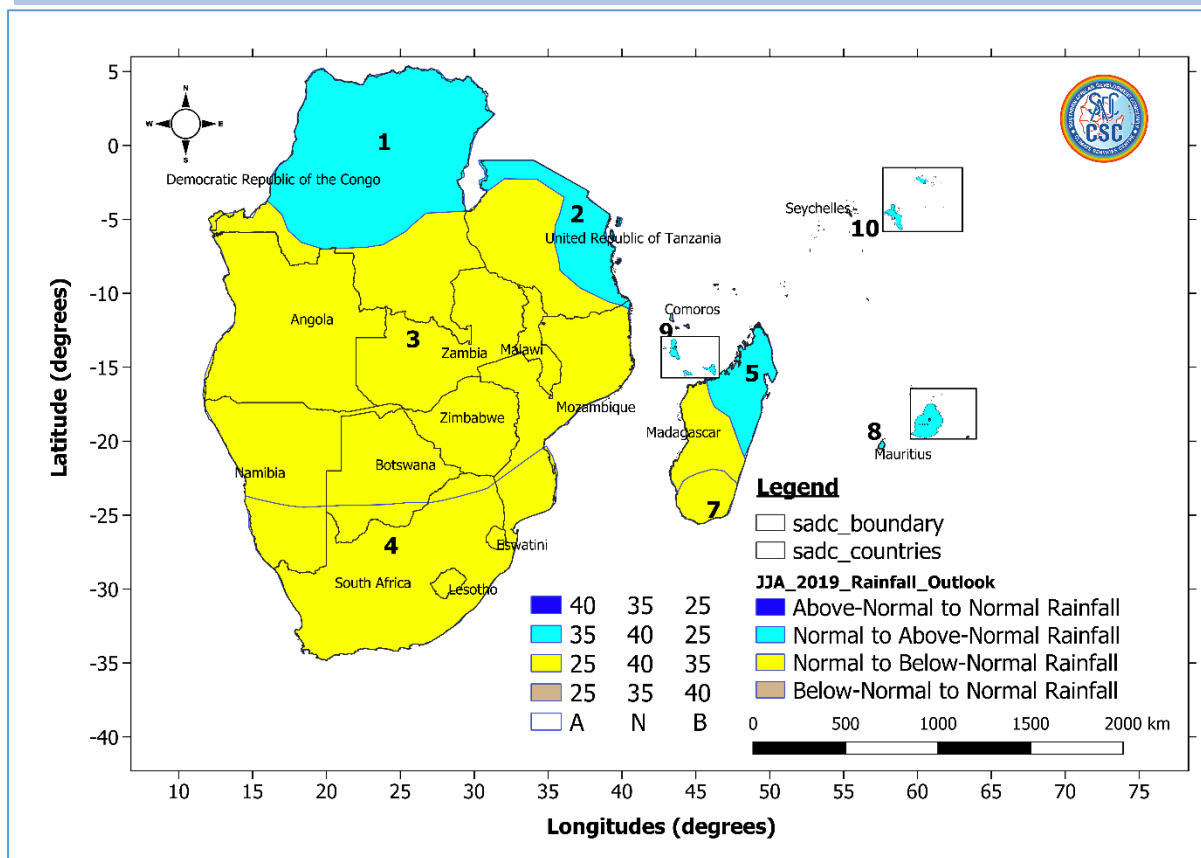 N
W E
S
SADC
CSC
5
0
-5
-10
-15
-20
-25
-30
-35
-40
Latitude (degrees)
1
Democratic Republic of the Congo
2
United Republic of Tanzania
Seychelles
10
Angola
3
Zambia
Malawi
Comoros
9
5
Mozambique
Zimbabwe
Madagascar
8
Mauritius
Namibia
Botswana
7
4
Eswatini
South Africa
Lesotho
Legend
sadc_boundary
sadc_countries
JJA_2019_Rainfall_Outlook
40 35 25 Above-Normal to Normal Rainfall
35 40 25 Normal to Above-Normal Rainfall
25 40 35 Normal to Below-Normal Rainfall
25 35 40 Below-Normal to Normal Rainfall
A N B
0 500 1000 1500 2000 km
10 15 20 25 30 35 40 45 50 55 60 65 70 75
Longitudes (degrees)